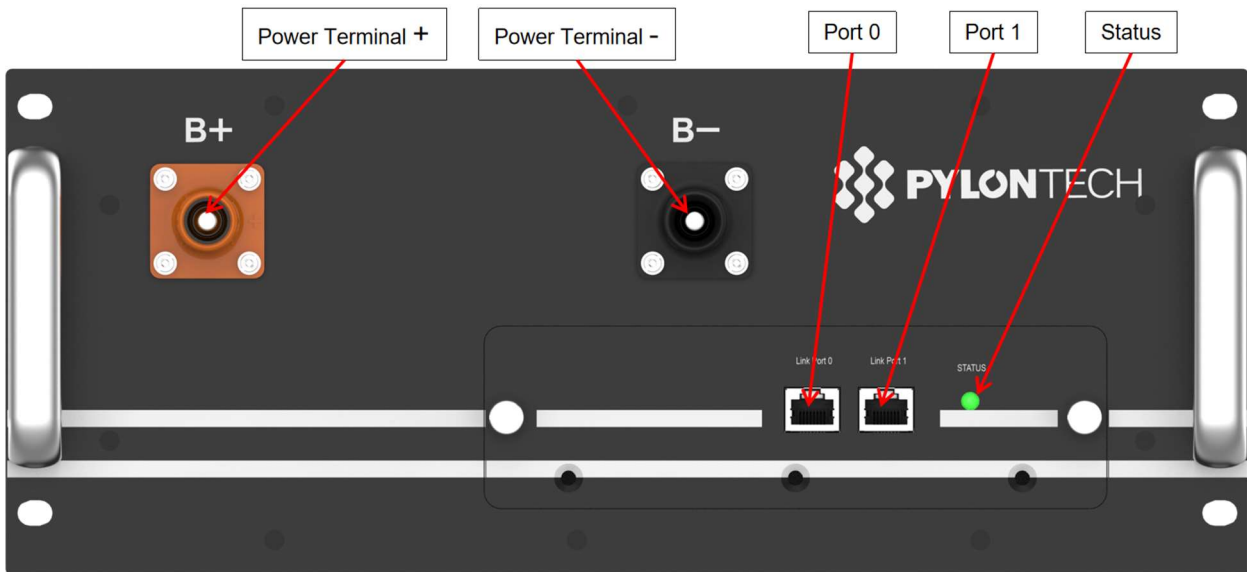 Power Terminal +
Power Terminal -
Port 0
Port 1
Status
B+
B−
PYLONTECH
Link Port 0
Link Port 1
STATUS